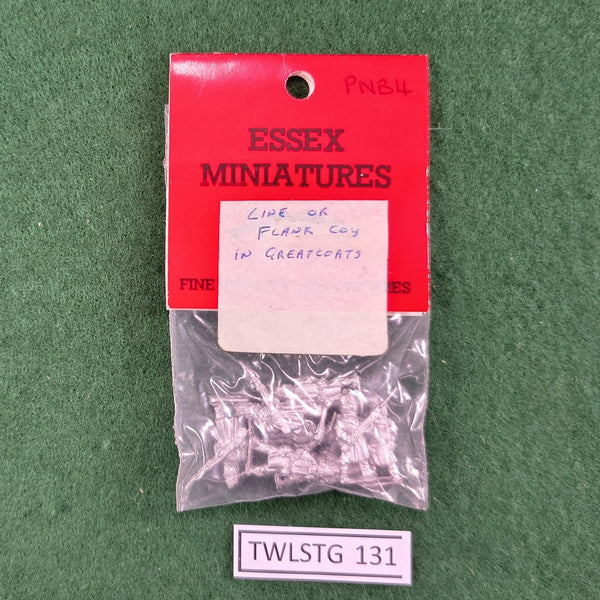 PNB4
ESSEX
MINIATURES
LINE OR
FLANK COY
IN GREATCOATS
FINE
TWLSTG 131